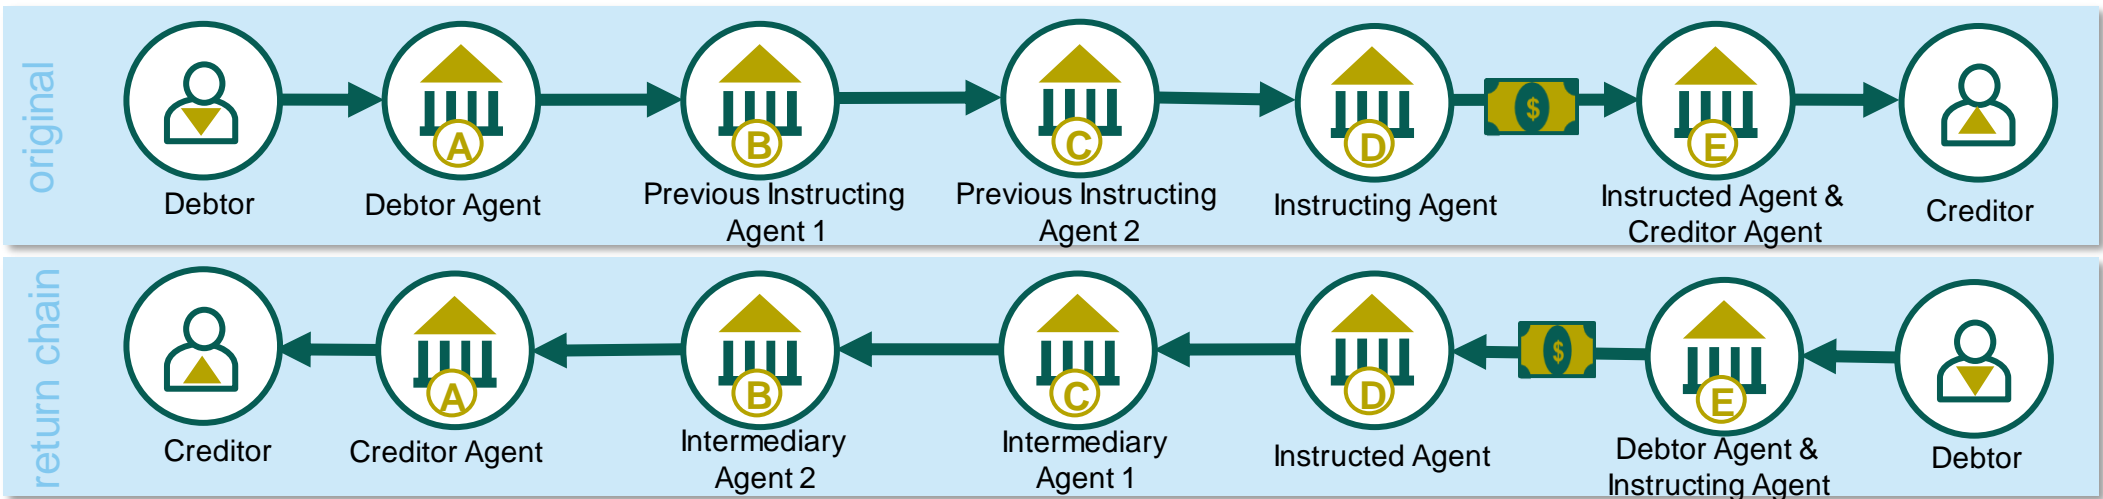 original
A
B
C
D
$
E
Debtor
Debtor Agent
Previous Instructing
Agent 1
Previous Instructing
Agent 2
Instructing Agent
Instructed Agent &
Creditor Agent
Creditor
return chain
A
B
C
D
$
E
Creditor
Creditor Agent
Intermediary
Agent 2
Intermediary
Agent 1
Instructed Agent
Debtor Agent &
Instructing Agent
Debtor